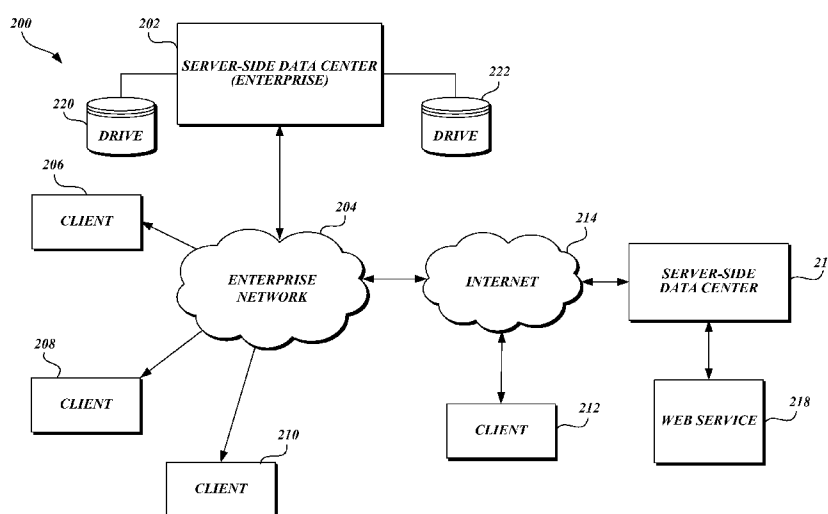 200
202
SERVER-SIDE DATA CENTER
(ENTERPRISE)
220
DRIVE
222
DRIVE
206
CLIENT
204
ENTERPRISE
NETWORK
214
INTERNET
SERVER-SIDE
DATA CENTER
21
208
CLIENT
212
CLIENT
WEB SERVICE
218
210
CLIENT